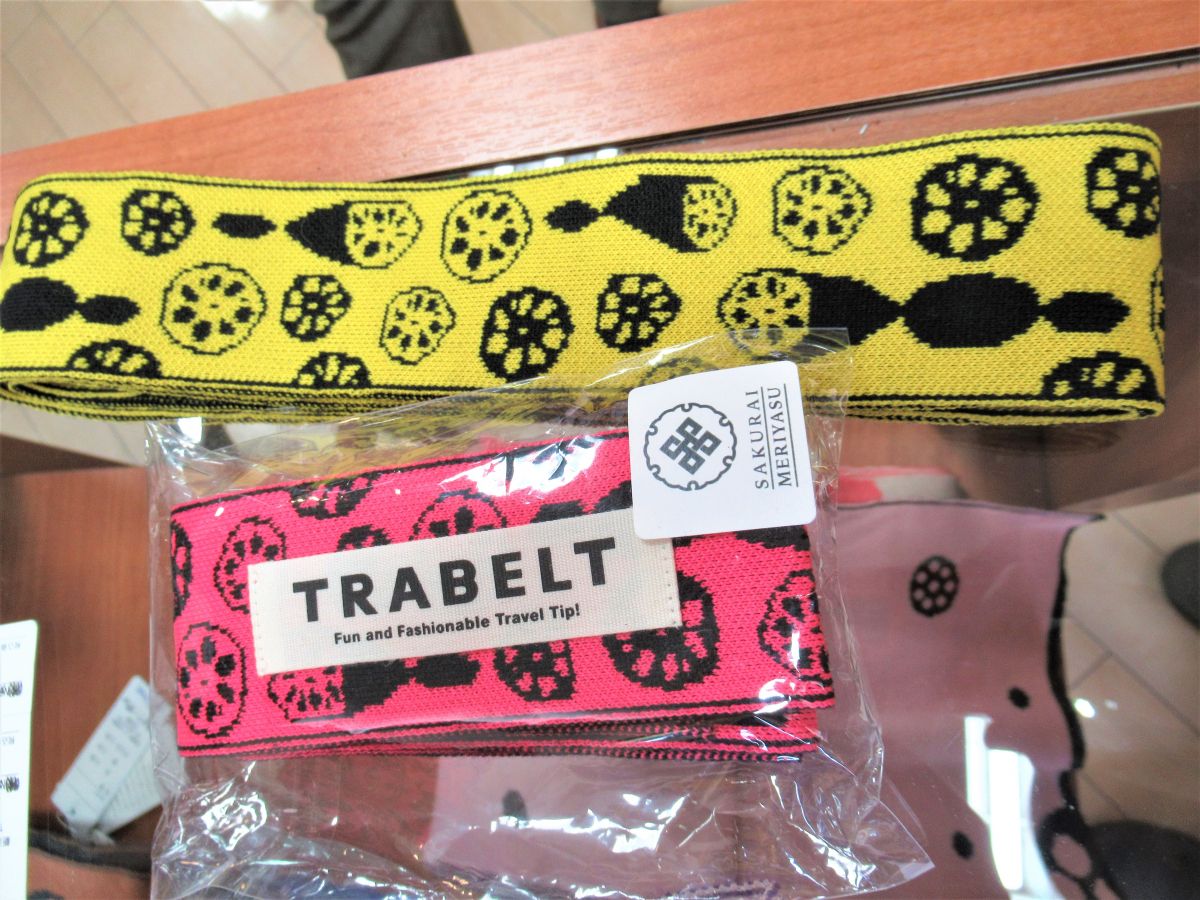 SAKURAI
MERIYASU
TRABELT
Fun and Fashionable Travel Tip!